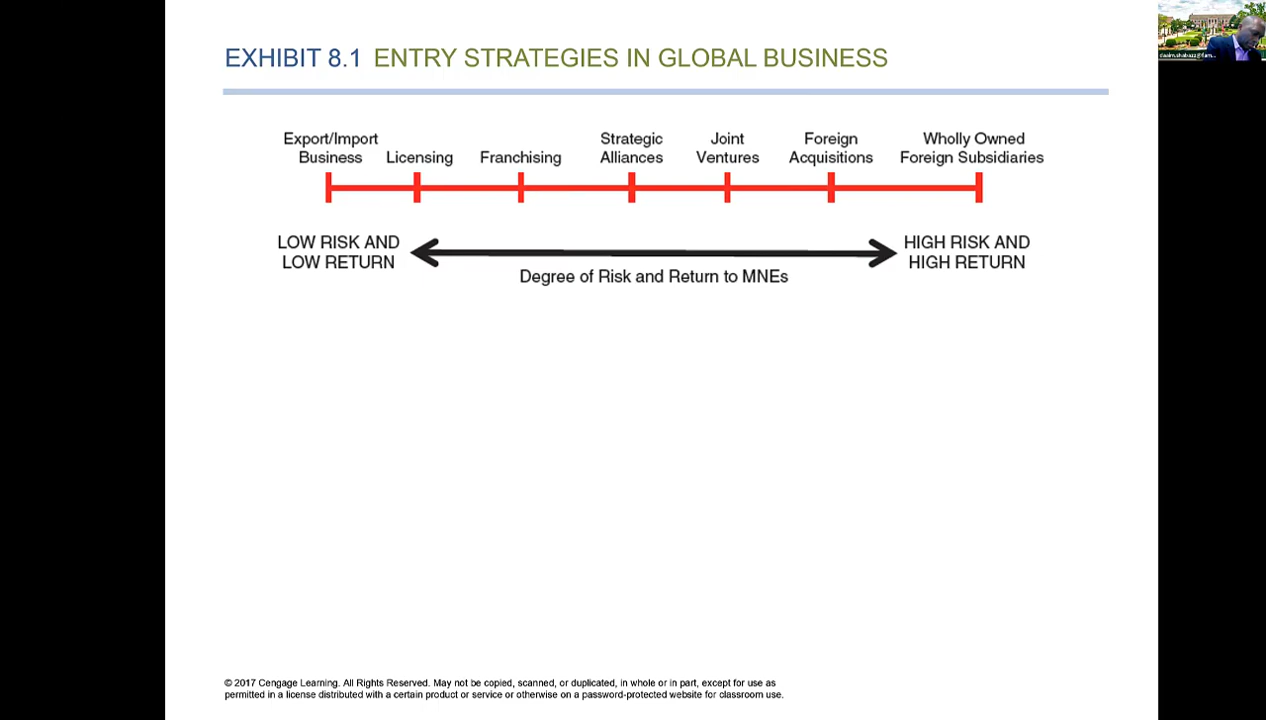 EXHIBIT 8.1 ENTRY STRATEGIES IN GLOBAL BUSINESS
Export/Import
Business
Licensing
Franchising
Strategic
Alliances
Joint
Ventures
Foreign
Acquisitions
Wholly Owned
Foreign Subsidiaries
LOW RISK AND
LOW RETURN
HIGH RISK AND
HIGH RETURN
Degree of Risk and Return to MNEs
© 2017 Cengage Learning. All Rights Reserved. May not be copied, scanned, or duplicated, in whole or in part, except for use as
permitted in a license distributed with a certain product or service or otherwise on a password-protected website for classroom use.